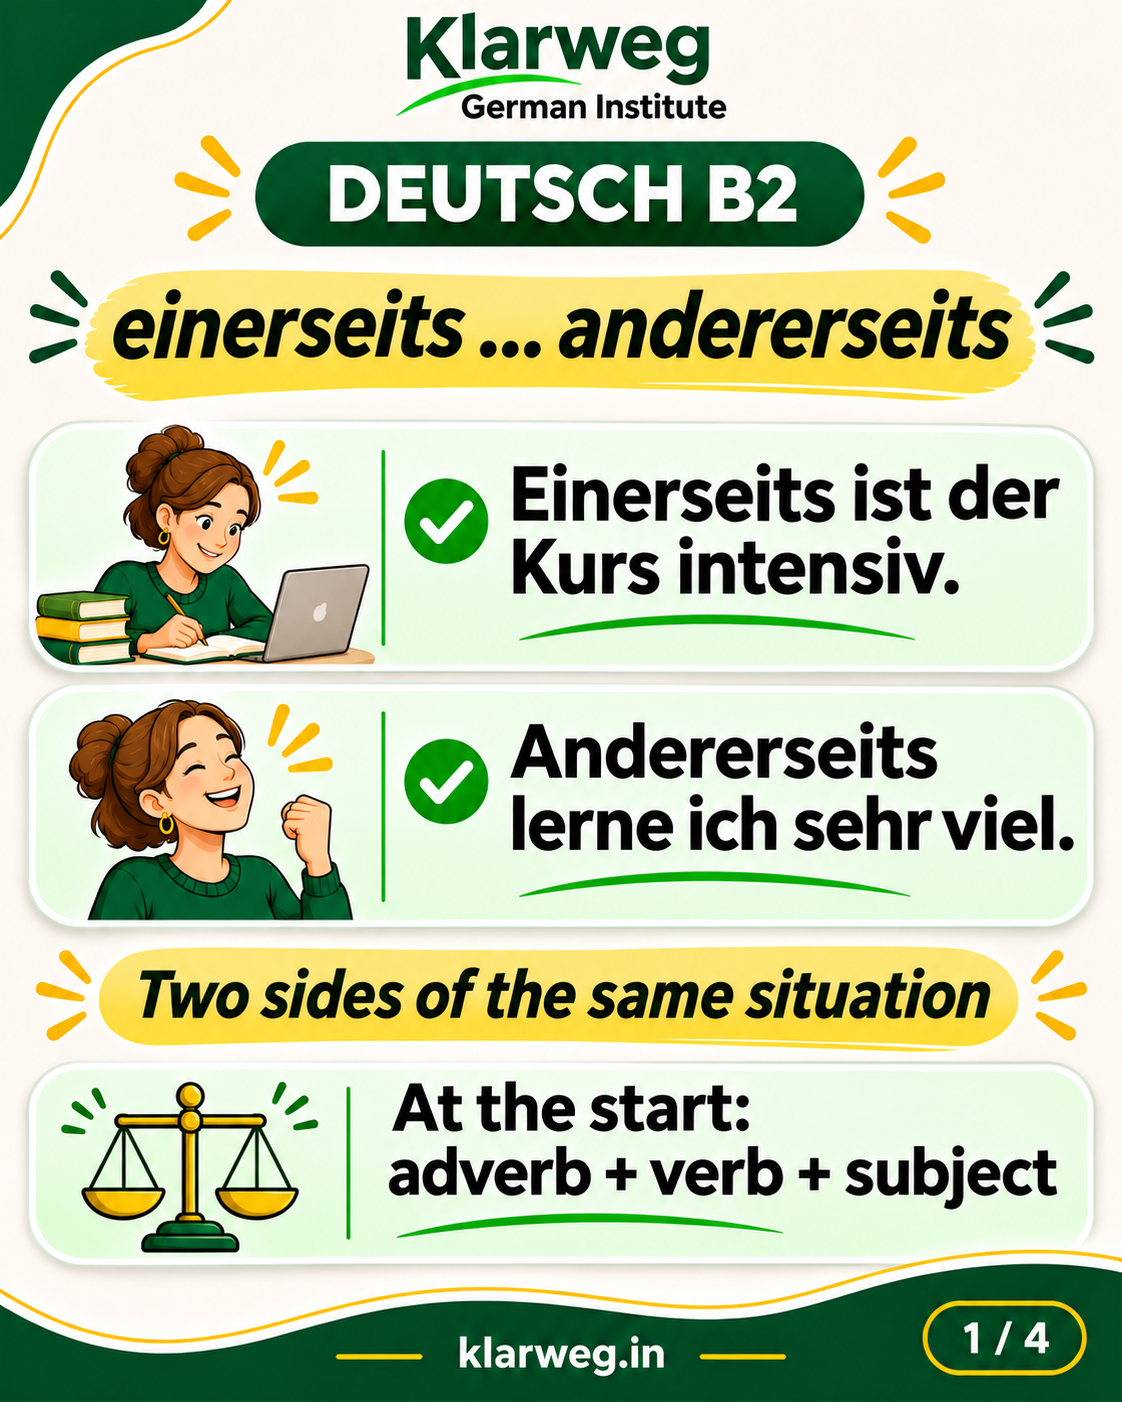 Klarweg
German Institute
DEUTSCH B2
einerseits ... andererseits
Einerseits ist der
Kurs intensiv.
Andererseits
lerne ich sehr viel.
Two sides of the same situation
At the start:
adverb + verb + subject
klarweg.in
1 / 4